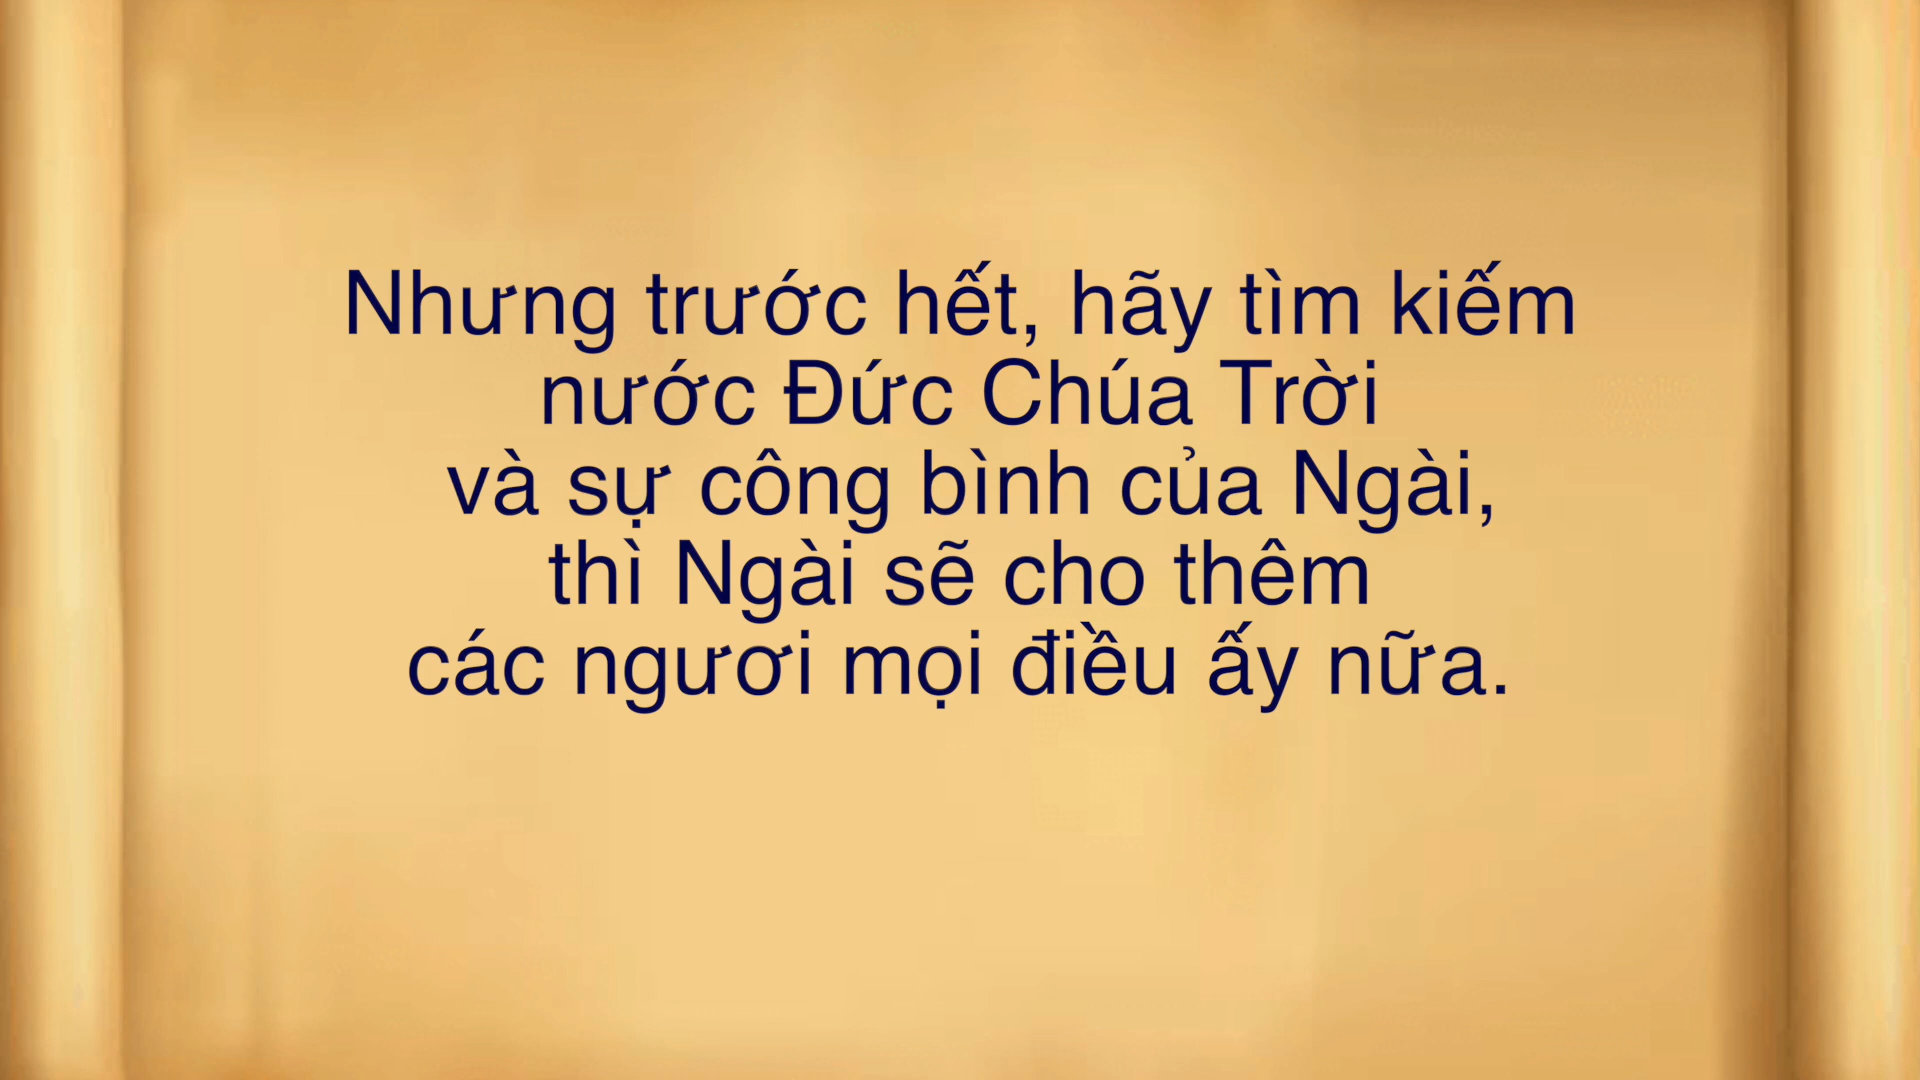 Nhưng trước hết, hãy tìm kiếm
nước Đức Chúa Trời
và sự công bình của Ngài,
thì Ngài sẽ cho thêm
các ngươi mọi điều ấy nữa.